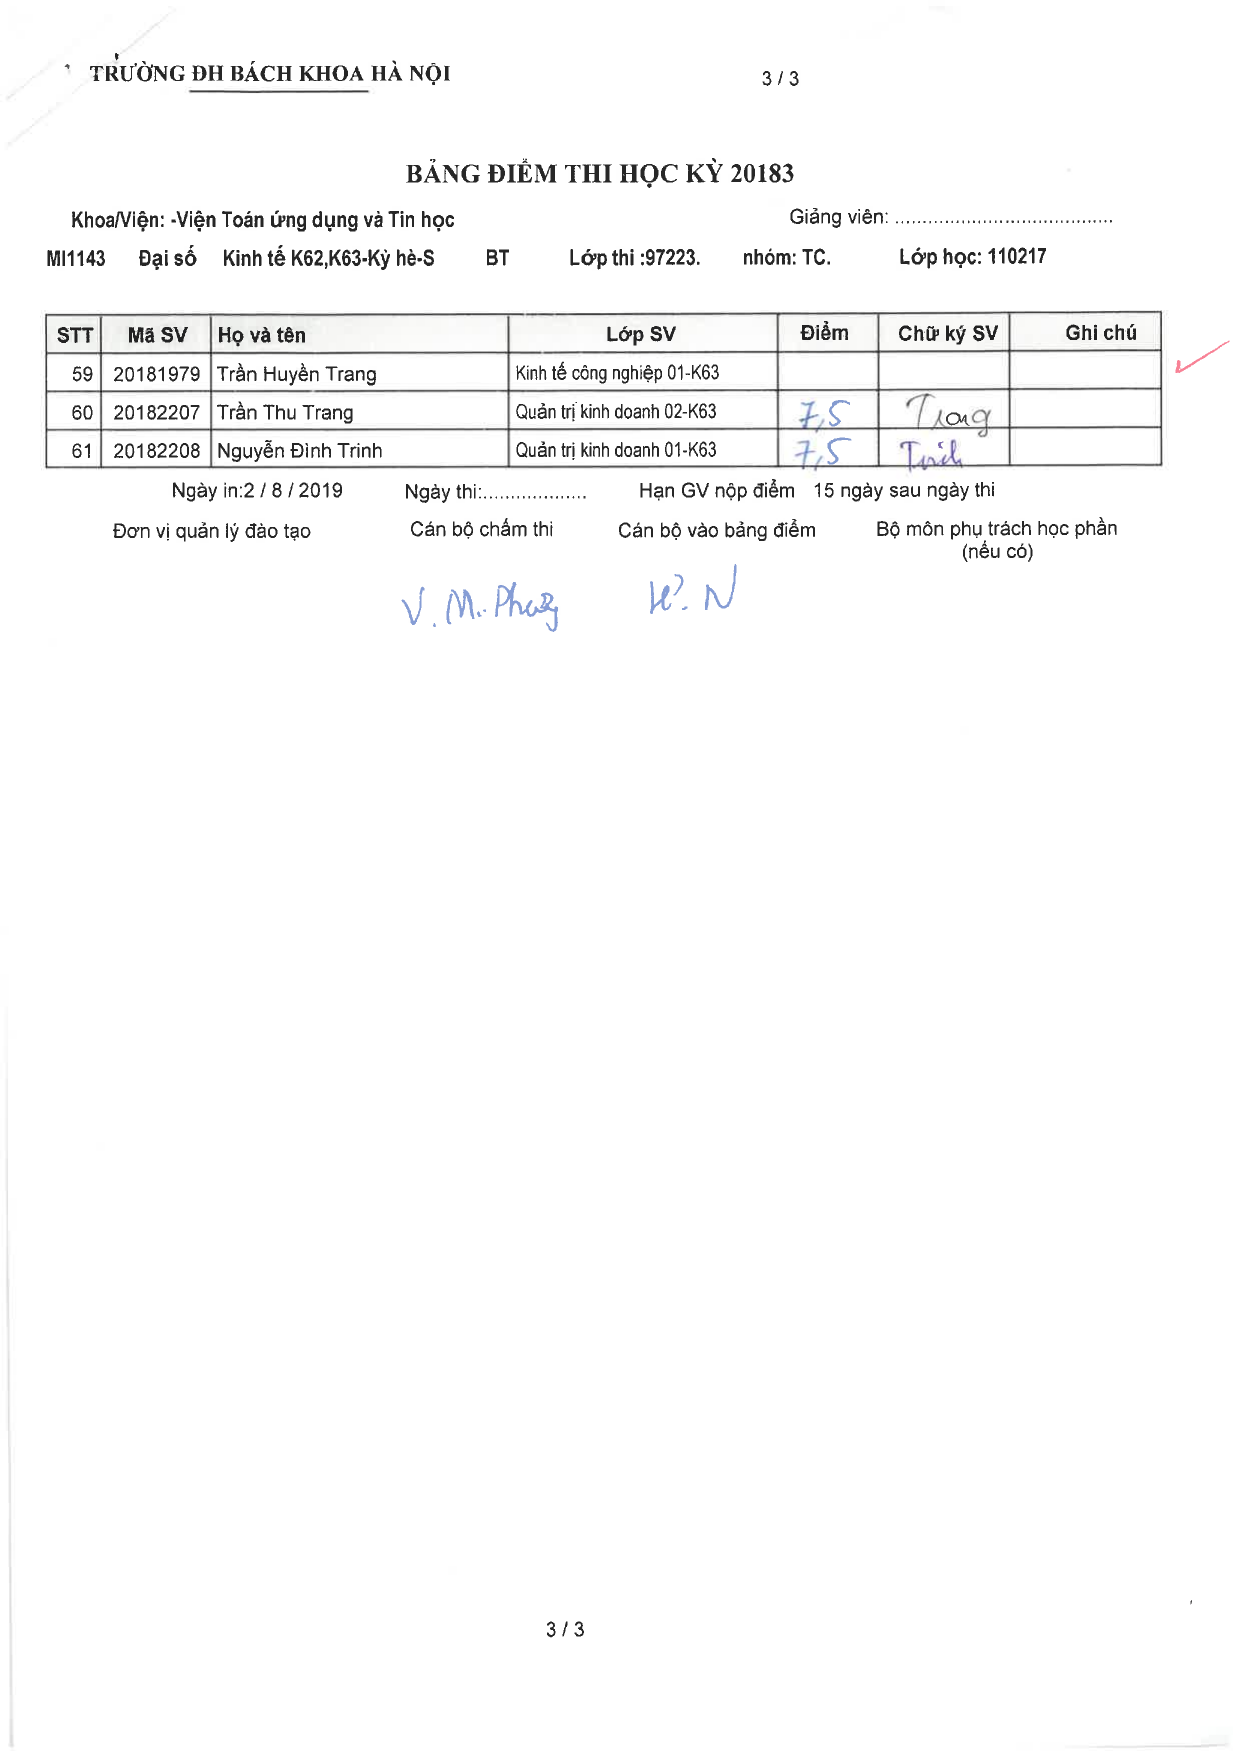 TRƯỜNG ĐH BÁCH KHOA HÀ NỘI 3 / 3
BẢNG ĐIỂM THI HỌC KỲ 20183
Khoa/Viện: -Viện Toán ứng dụng và Tin học Giảng viên: ........................................
MI1143 Đại số Kinh tế K62,K63-Kỳ hè-S BT Lớp thi :97223. nhóm: TC. Lớp học: 110217
STT Mã SV Họ và tên Lớp SV Điểm Chữ ký SV Ghi chú
59 20181979 Trần Huyền Trang Kinh tế công nghiệp 01-K63
60 20182207 Trần Thu Trang Quản trị kinh doanh 02-K63 7,5 Trang
61 20182208 Nguyễn Đình Trinh Quản trị kinh doanh 01-K63 7,5 Trinh
Ngày in:2 / 8 / 2019 Ngày thi:................... Hạn GV nộp điểm 15 ngày sau ngày thi
Đơn vị quản lý đào tạo Cán bộ chấm thi Cán bộ vào bảng điểm Bộ môn phụ trách học phần
(nếu có)
V. M. Phương
3 / 3